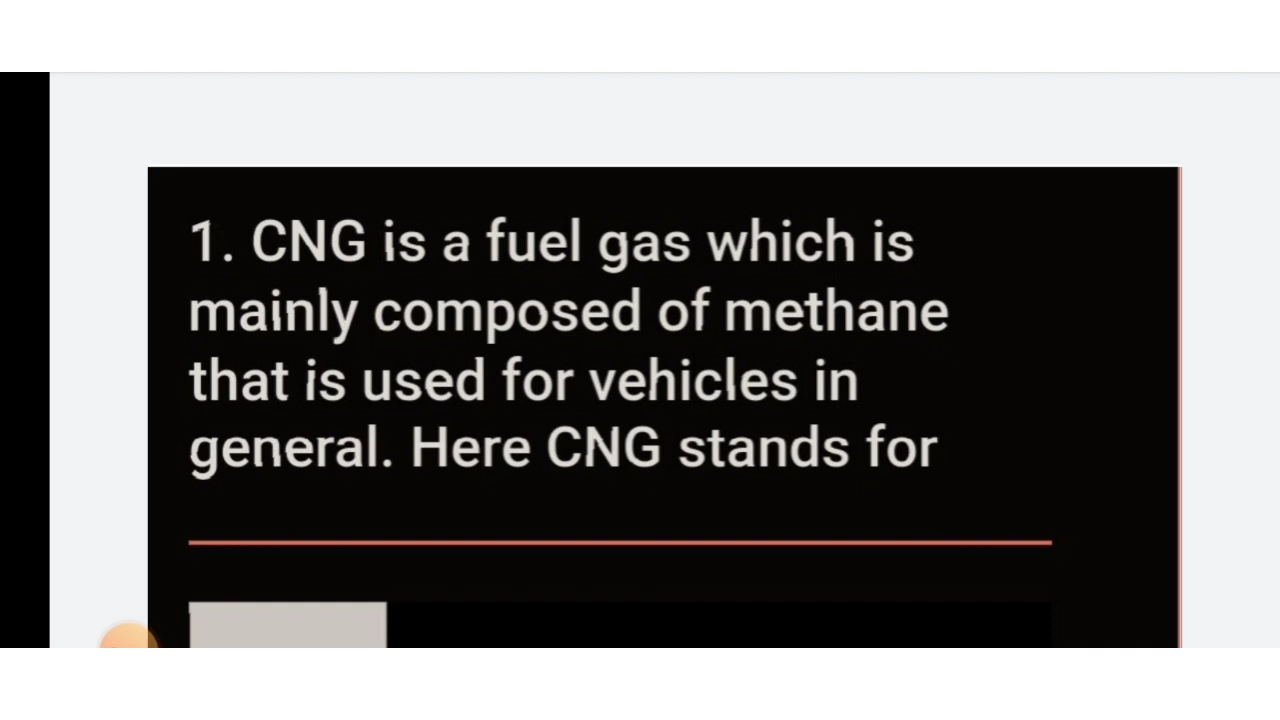 1. CNG is a fuel gas which is
mainly composed of methane
that is used for vehicles in
general. Here CNG stands for